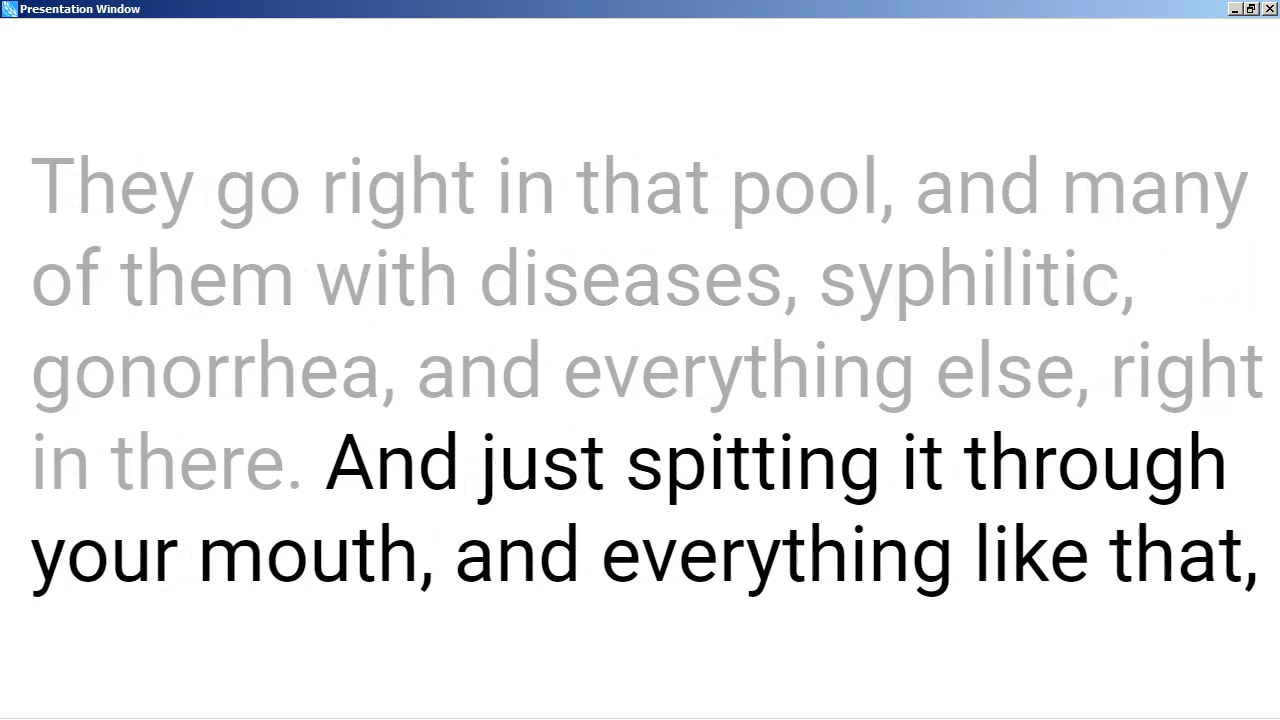 Presentation Window
They go right in that pool, and many
of them with diseases, syphilitic,
gonorrhea, and everything else, right
in there. And just spitting it through
your mouth, and everything like that,